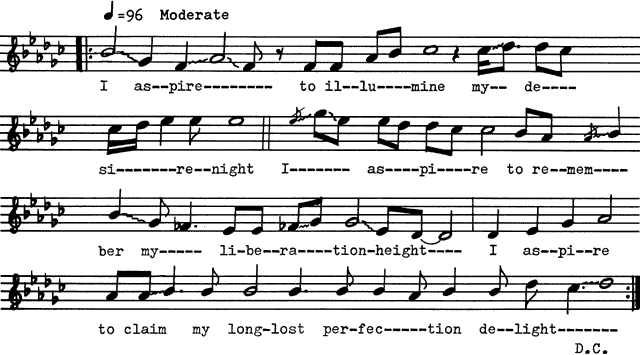 ♩=96 Moderate
I as--pire--------- to il--lu----mine my-- de----
si-------re-night I------- as----pi----re to re--mem-----
ber my----- li-be--ra----tion-height---- I as--pi--re
to claim my long-lost per-fec-----tion de--light-------
D.C.